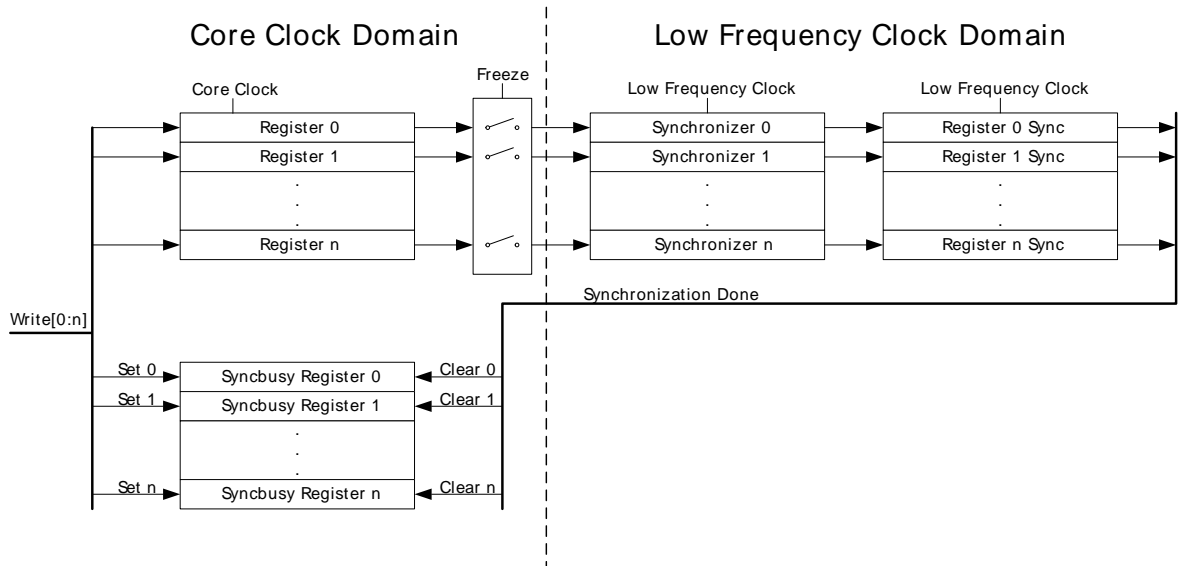 Core Clock Domain
Low Frequency Clock Domain
Freeze
Core Clock
Low Frequency Clock
Low Frequency Clock
Register 0
Synchronizer 0
Register 0 Sync
Register 1
Synchronizer 1
Register 1 Sync
.
.
.
.
.
.
.
.
.
Register n
Synchronizer n
Register n Sync
Synchronization Done
Write[0:n]
Set 0
Syncbusy Register 0
Clear 0
Set 1
Syncbusy Register 1
Clear 1
.
.
.
Set n
Syncbusy Register n
Clear n